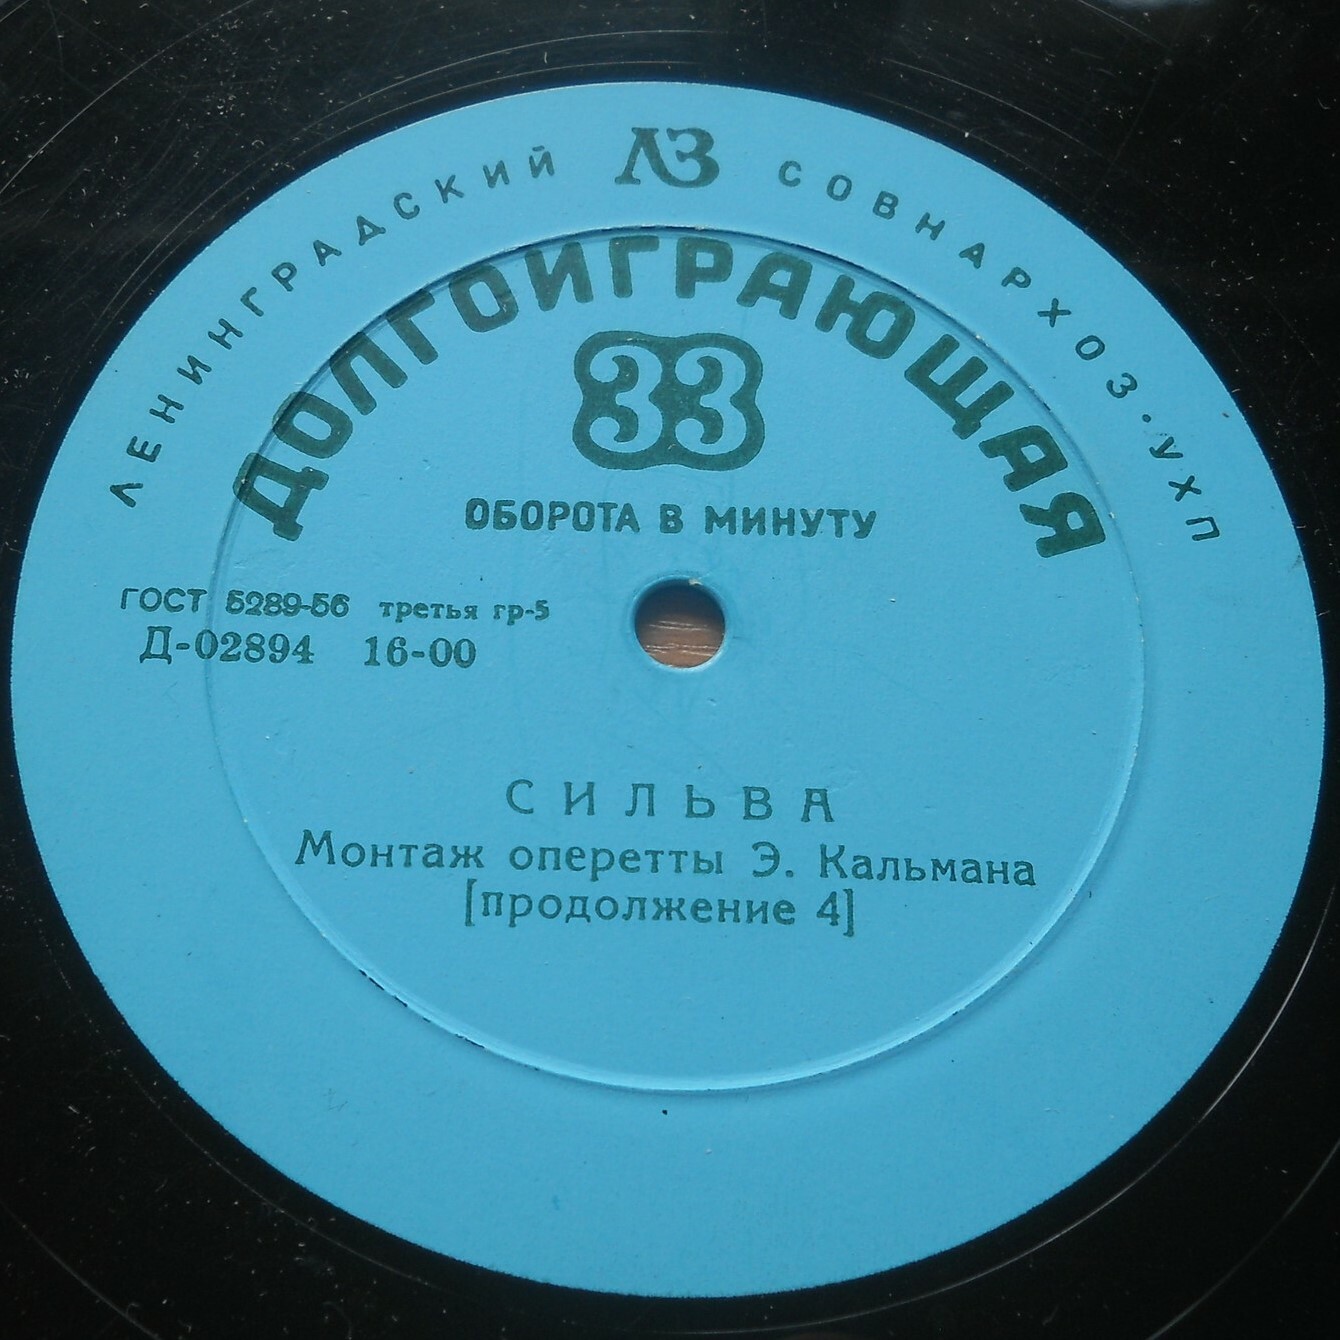 ЛЕНИНГРАДСКИЙ ЛЗ СОВНАРХОЗ·УХП
ДОЛГОИГРАЮЩАЯ
33
ОБОРОТА В МИНУТУ
ГОСТ 5289-56 третья гр-5
Д-02894 16-00
СИЛЬВА
Монтаж оперетты Э. Кальмана
[продолжение 4]